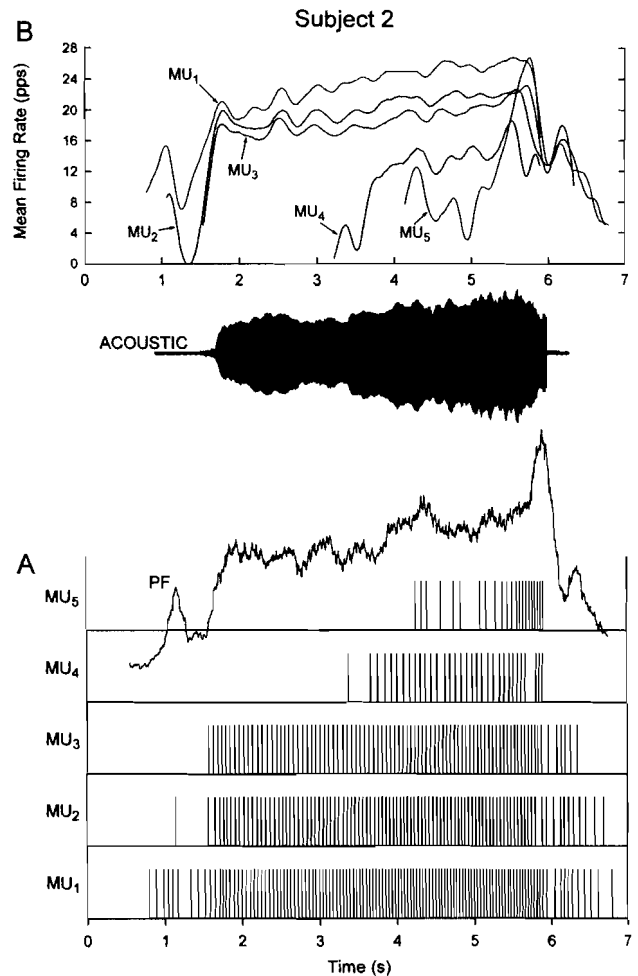 Subject 2
B
Mean Firing Rate (pps)
28
24
20
16
12
8
4
0
MU1
MU2
MU3
MU4
MU5
0 1 2 3 4 5 6 7
ACOUSTIC
A
PF
MU5
MU4
MU3
MU2
MU1
0 1 2 3 4 5 6 7
Time (s)